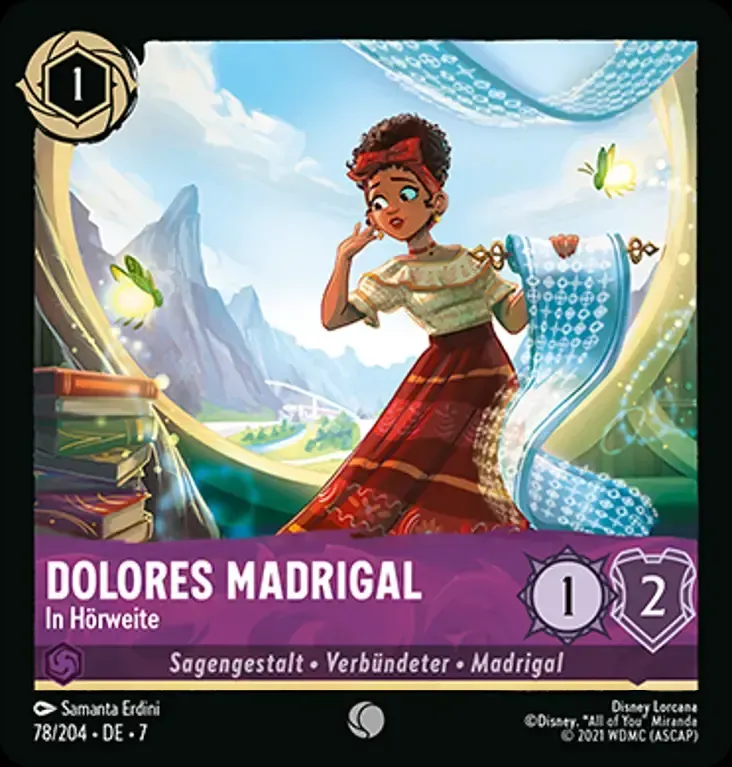 1
DOLORES MADRIGAL
In Hörweite
1
2
Sagengestalt • Verbündeter • Madrigal
Samanta Erdini
78/204 • DE • 7
Disney Lorcana
©Disney. "All of You" Miranda
© 2021 WDMC (ASCAP)